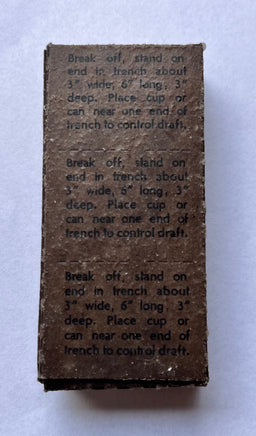 Break off, stand on
end in trench about
3" wide, 6" long, 3"
deep. Place cup or
can near one end of
trench to control draft.
Break off, stand on
end in trench about
3" wide, 6" long, 3"
deep. Place cup or
can near one end of
trench to control draft.
Break off, stand on
end in trench about
3" wide, 6" long, 3"
deep. Place cup or
can near one end of
trench to control draft.